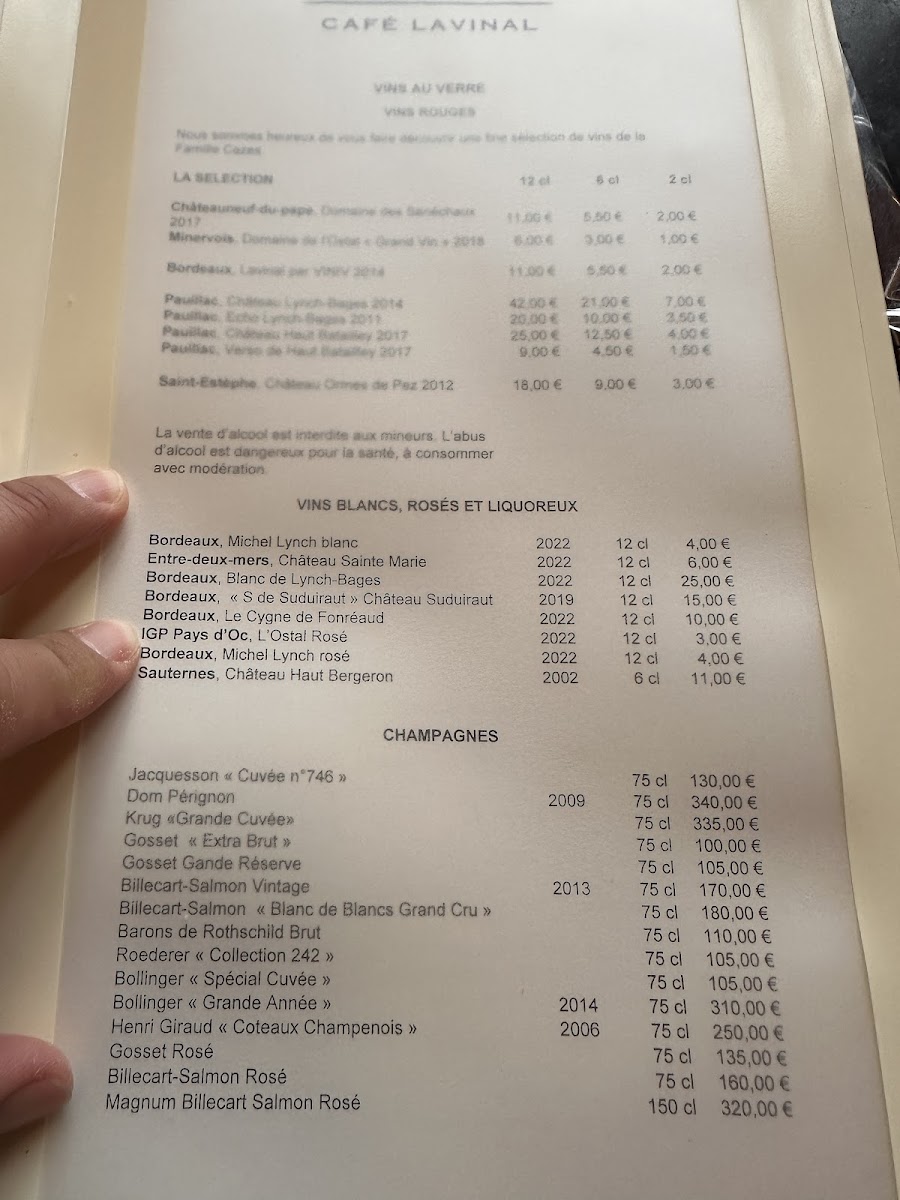 CAFÉ LAVINAL
VINS AU VERRE
VINS ROUGES
Nous sommes heureux de vous faire découvrir une fine sélection de vins de la
Famille Cazes
LA SELECTION 12 cl 6 cl 2 cl
Châteauneuf-du-pape, Domaine des Sénéchaux
2017 11,00 € 5,50 € 2,00 €
Minervois, Domaine de l'Ostal « Grand Vin » 2018 6,00 € 3,00 € 1,00 €
Bordeaux, Lavinal par VINIV 2014 11,00 € 5,50 € 2,00 €
Pauillac, Château Lynch-Bages 2014 42,00 € 21,00 € 7,00 €
Pauillac, Echo Lynch-Bages 2011 20,00 € 10,00 € 3,50 €
Pauillac, Château Haut Batailley 2017 25,00 € 12,50 € 4,00 €
Pauillac, Verso de Haut Batailley 2017 9,00 € 4,50 € 1,50 €
Saint-Estèphe, Château Ormes de Pez 2012 18,00 € 9,00 € 3,00 €
La vente d'alcool est interdite aux mineurs. L'abus
d'alcool est dangereux pour la santé, à consommer
avec modération.
VINS BLANCS, ROSÉS ET LIQUOREUX
Bordeaux, Michel Lynch blanc 2022 12 cl 4,00 €
Entre-deux-mers, Château Sainte Marie 2022 12 cl 6,00 €
Bordeaux, Blanc de Lynch-Bages 2022 12 cl 25,00 €
Bordeaux, « S de Suduiraut » Château Suduiraut 2019 12 cl 15,00 €
Bordeaux, Le Cygne de Fonréaud 2022 12 cl 10,00 €
IGP Pays d'Oc, L'Ostal Rosé 2022 12 cl 3,00 €
Bordeaux, Michel Lynch rosé 2022 12 cl 4,00 €
Sauternes, Château Haut Bergeron 2002 6 cl 11,00 €
CHAMPAGNES
Jacquesson « Cuvée n°746 » 75 cl 130,00 €
Dom Pérignon 2009 75 cl 340,00 €
Krug «Grande Cuvée» 75 cl 335,00 €
Gosset « Extra Brut » 75 cl 100,00 €
Gosset Gande Réserve 75 cl 105,00 €
Billecart-Salmon Vintage 2013 75 cl 170,00 €
Billecart-Salmon « Blanc de Blancs Grand Cru » 75 cl 180,00 €
Barons de Rothschild Brut 75 cl 110,00 €
Roederer « Collection 242 » 75 cl 105,00 €
Bollinger « Spécial Cuvée » 75 cl 105,00 €
Bollinger « Grande Année » 2014 75 cl 310,00 €
Henri Giraud « Coteaux Champenois » 2006 75 cl 250,00 €
Gosset Rosé 75 cl 135,00 €
Billecart-Salmon Rosé 75 cl 160,00 €
Magnum Billecart Salmon Rosé 150 cl 320,00 €